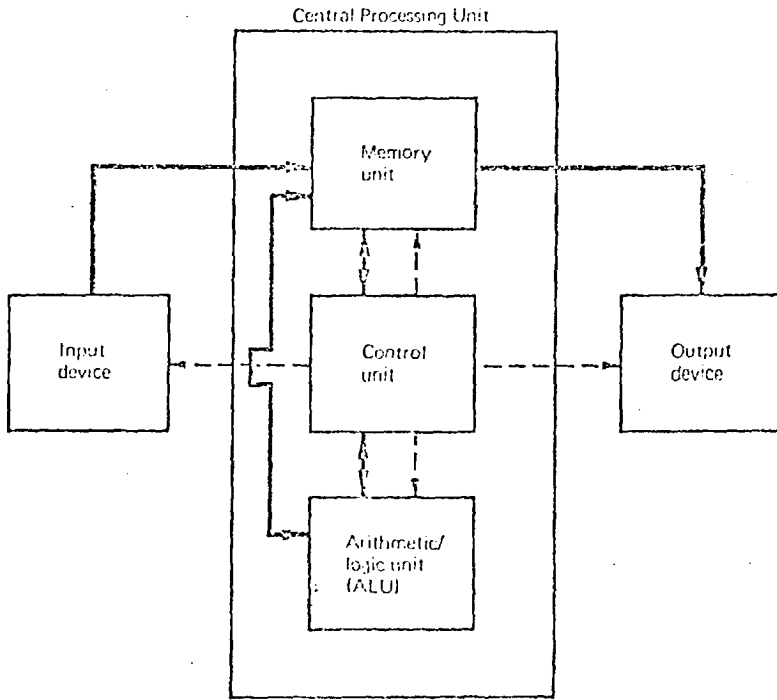 Central Processing Unit
Memory
unit
Input
device
Control
unit
Output
device
Arithmetic/
logic unit
(ALU)